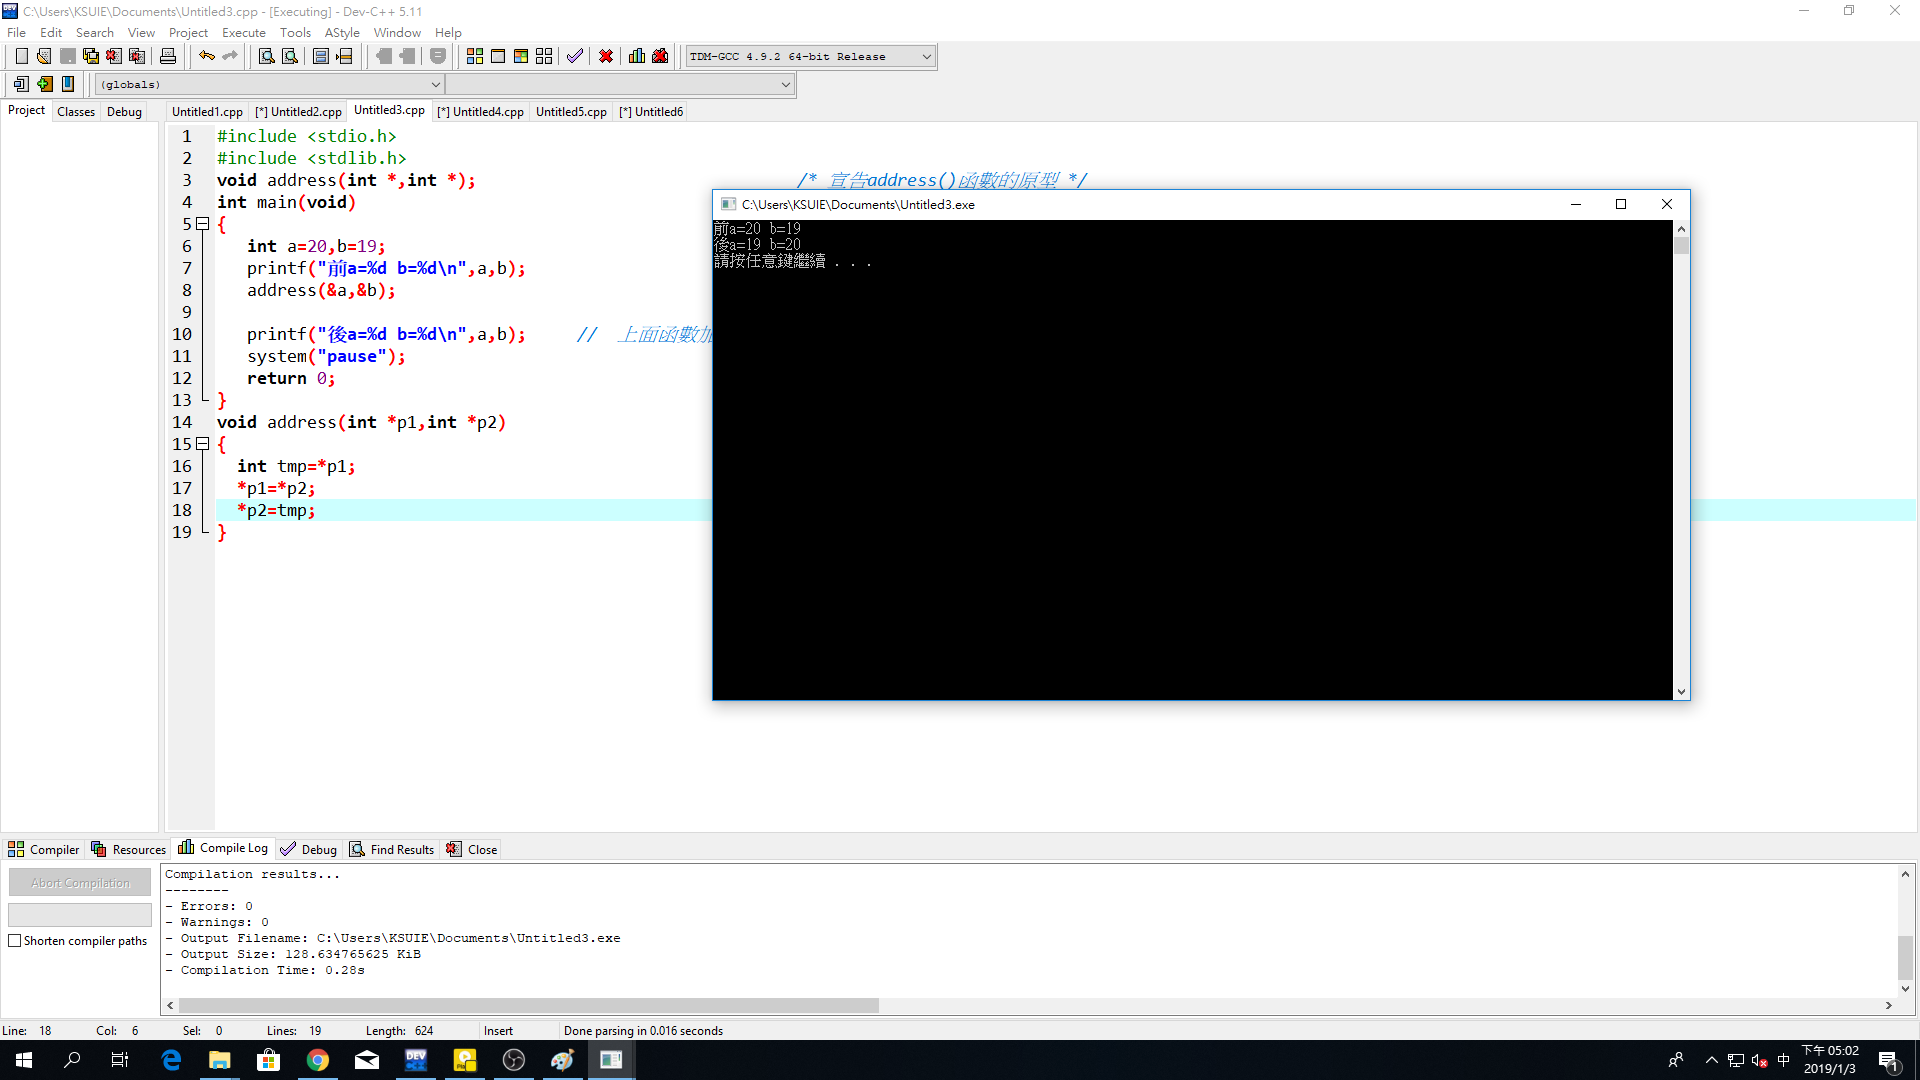 C:\Users\KSUIE\Documents\Untitled3.cpp - [Executing] - Dev-C++ 5.11
File Edit Search View Project Execute Tools AStyle Window Help
TDM-GCC 4.9.2 64-bit Release
(globals)
Project Classes Debug
Untitled1.cpp [*] Untitled2.cpp Untitled3.cpp [*] Untitled4.cpp Untitled5.cpp [*] Untitled6
1 #include <stdio.h>
2 #include <stdlib.h>
3 void address(int *,int *); /* 宣告address()函數的原型 */
4 int main(void)
5 {
6 int a=20,b=19;
7 printf("前a=%d b=%d\n",a,b);
8 address(&a,&b);
9
10 printf("後a=%d b=%d\n",a,b); // 上面函數加
11 system("pause");
12 return 0;
13 }
14 void address(int *p1,int *p2)
15 {
16 int tmp=*p1;
17 *p1=*p2;
18 *p2=tmp;
19 }
C:\Users\KSUIE\Documents\Untitled3.exe
前a=20 b=19
後a=19 b=20
請按任意鍵繼續 . . .
Compiler Resources Compile Log Debug Find Results Close
Abort Compilation
Shorten compiler paths
Compilation results...
--------
- Errors: 0
- Warnings: 0
- Output Filename: C:\Users\KSUIE\Documents\Untitled3.exe
- Output Size: 128.634765625 KiB
- Compilation Time: 0.28s
Line: 18 Col: 6 Sel: 0 Lines: 19 Length: 624 Insert Done parsing in 0.016 seconds
DEV
中
下午 05:02
2019/1/3
1